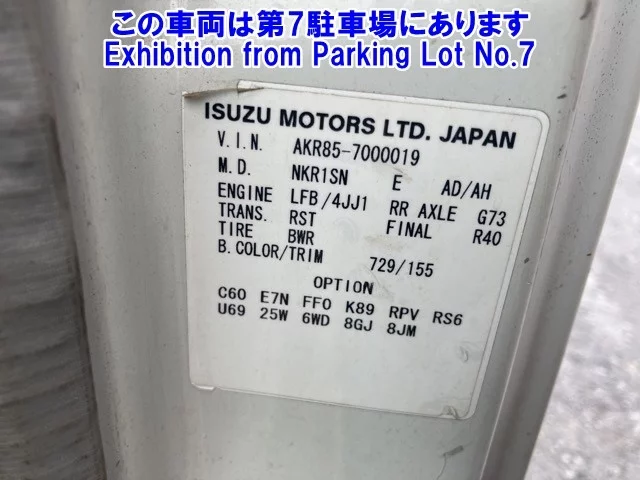 この車両は第7駐車場にあります
Exhibition from Parking Lot No.7
ISUZU MOTORS LTD. JAPAN
V.I.N. AKR85-7000019
M.D. NKR1SN E AD/AH
ENGINE LFB/4JJ1 RR AXLE G73
TRANS. RST FINAL R40
TIRE BWR
B.COLOR/TRIM 729/155
OPTION
C60 E7N FF0 K89 RPV RS6
U69 25W 6WD 8GJ 8JM